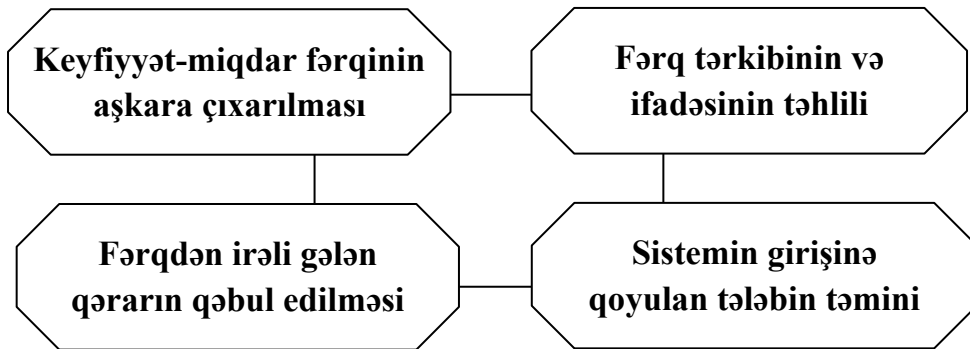 Keyfiyyət-miqdar fərqinin
aşkara çıxarılması
Fərq tərkibinin və
ifadəsinin təhlili
Fərqdən irəli gələn
qərarın qəbul edilməsi
Sistemin girişinə
qoyulan tələbin təmini